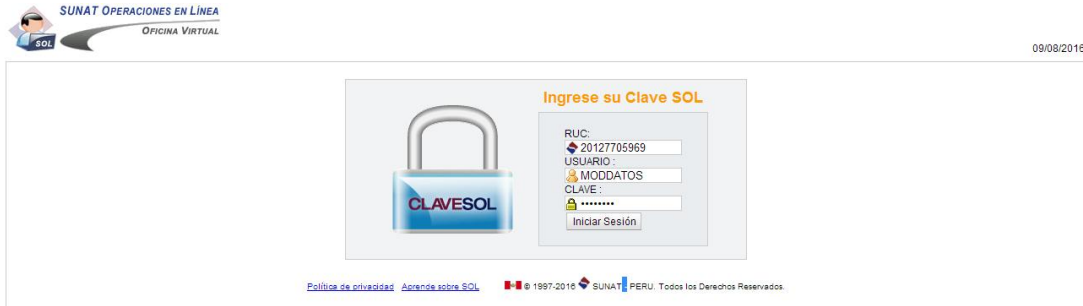 SUNAT OPERACIONES EN LÍNEA
OFICINA VIRTUAL
SOL
09/08/2016
Ingrese su Clave SOL
RUC:
20127705969
USUARIO :
MODDATOS
CLAVE :
••••••••
Iniciar Sesión
CLAVESOL
Política de privacidad Aprende sobre SOL © 1997-2016 SUNAT - PERU. Todos los Derechos Reservados.